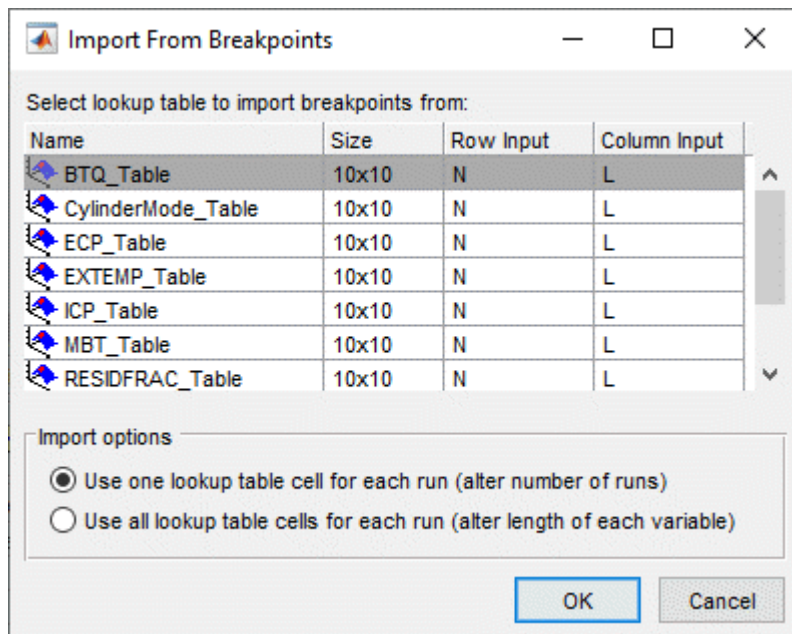 Import From Breakpoints
Select lookup table to import breakpoints from:
Name Size Row Input Column Input
BTQ_Table 10x10 N L
CylinderMode_Table 10x10 N L
ECP_Table 10x10 N L
EXTEMP_Table 10x10 N L
ICP_Table 10x10 N L
MBT_Table 10x10 N L
RESIDFRAC_Table 10x10 N L
Import options
Use one lookup table cell for each run (alter number of runs)
Use all lookup table cells for each run (alter length of each variable)
OK Cancel